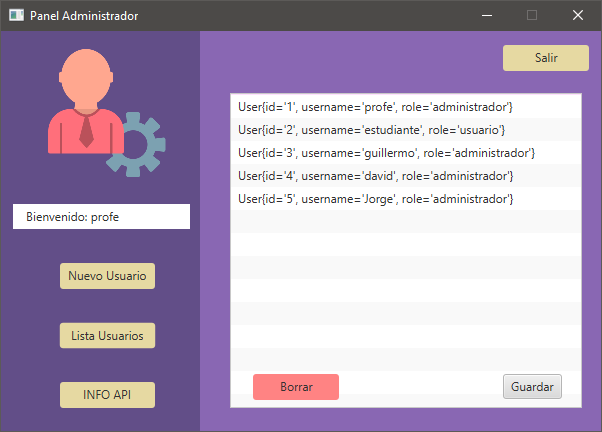 Panel Administrador
Salir
User{id='1', username='profe', role='administrador'}
User{id='2', username='estudiante', role='usuario'}
User{id='3', username='guillermo', role='administrador'}
User{id='4', username='david', role='administrador'}
User{id='5', username='Jorge', role='administrador'}
Bienvenido: profe
Nuevo Usuario
Lista Usuarios
INFO API
Borrar
Guardar